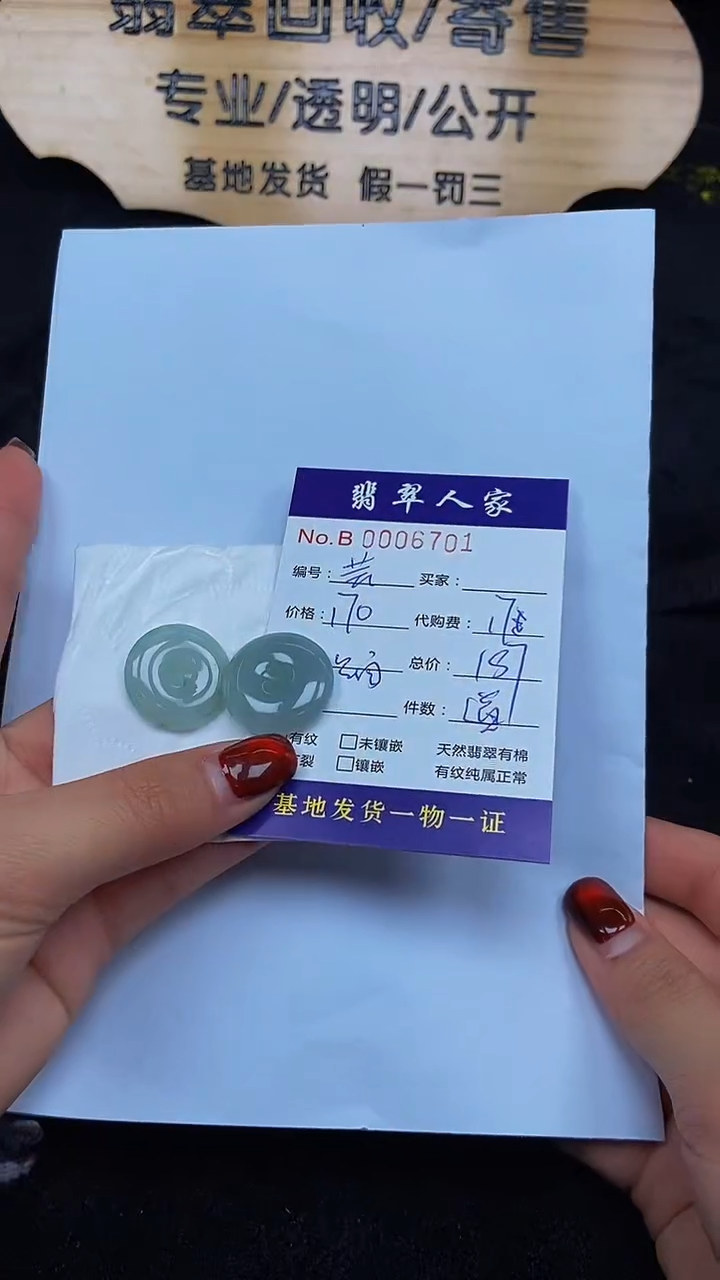 翡翠回收/寄售
专业/透明/公开
基地发货 假一罚三
翡翠人家
No.B 0006701
编号: 买家:
价格:170 代购费:17
总价:187
件数:
有纹 □未镶嵌 天然翡翠有棉
裂 □镶嵌 有纹纯属正常
基地发货一物一证